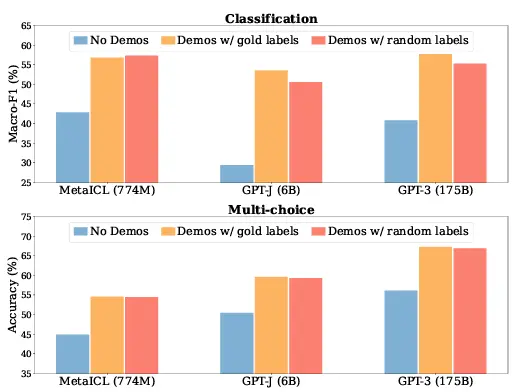 Classification
65
60
55
50
45
40
35
30
25
Macro-F1 (%)
No Demos Demos w/ gold labels Demos w/ random labels
MetaICL (774M) GPT-J (6B) GPT-3 (175B)
Multi-choice
75
70
65
60
55
50
45
40
35
Accuracy (%)
No Demos Demos w/ gold labels Demos w/ random labels
MetaICL (774M) GPT-J (6B) GPT-3 (175B)